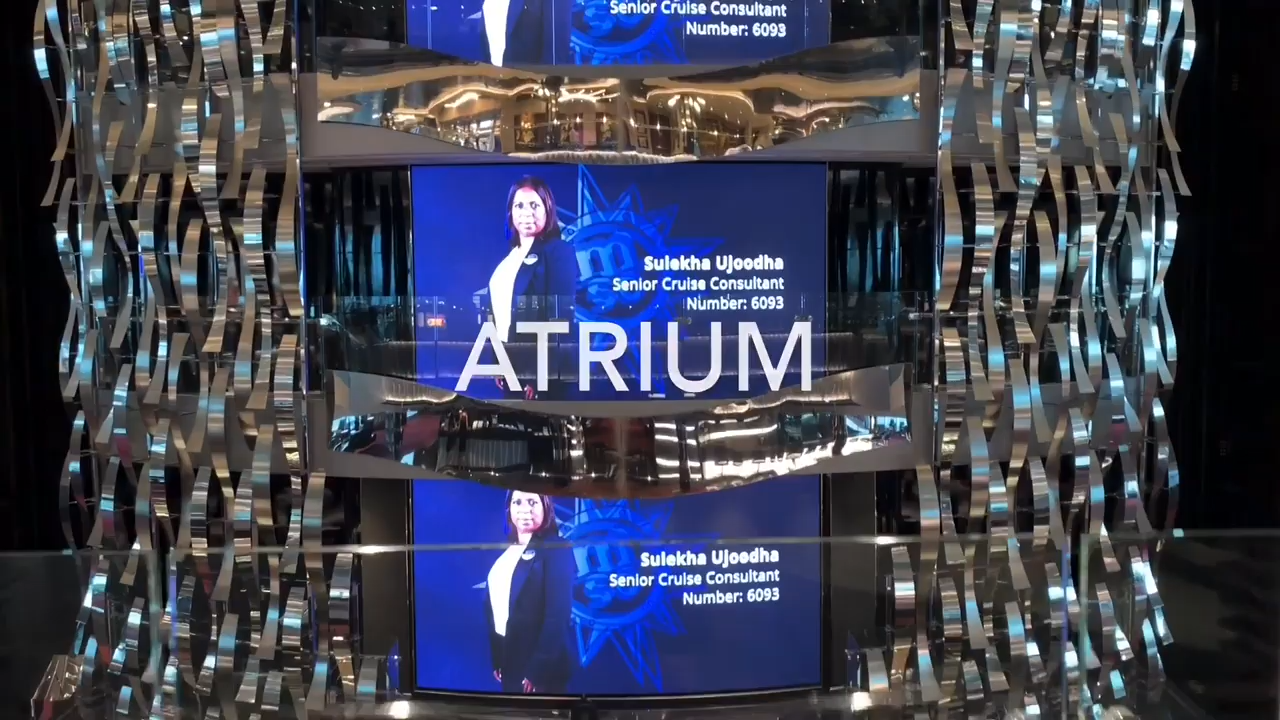 Senior Cruise Consultant
Number: 6093
m
Sulekha Ujoodha
Senior Cruise Consultant
Number: 6093
ATRIUM
m
Sulekha Ujoodha
Senior Cruise Consultant
Number: 6093